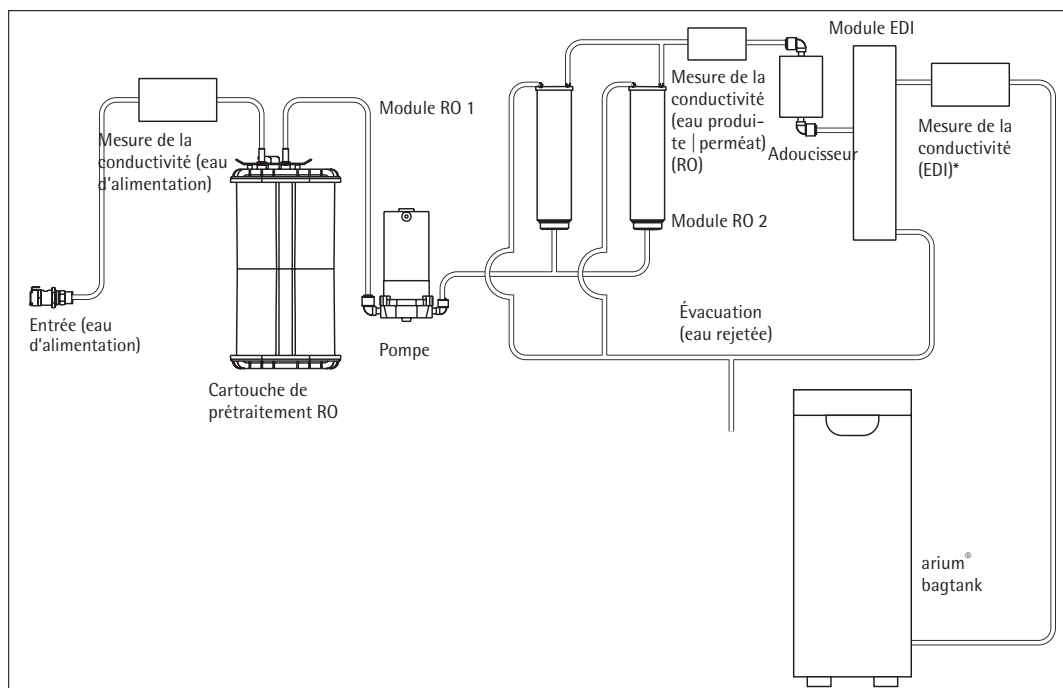 Module EDI
Mesure de la
conductivité (eau
d'alimentation)
Module RO 1
Mesure de la
conductivité
(eau produi-
te | perméat)
(RO)
Adoucisseur
Mesure de la
conductivité
(EDI)*
Module RO 2
Entrée (eau
d'alimentation)
Pompe
Évacuation
(eau rejetée)
Cartouche de
prétraitement RO
arium®
bagtank